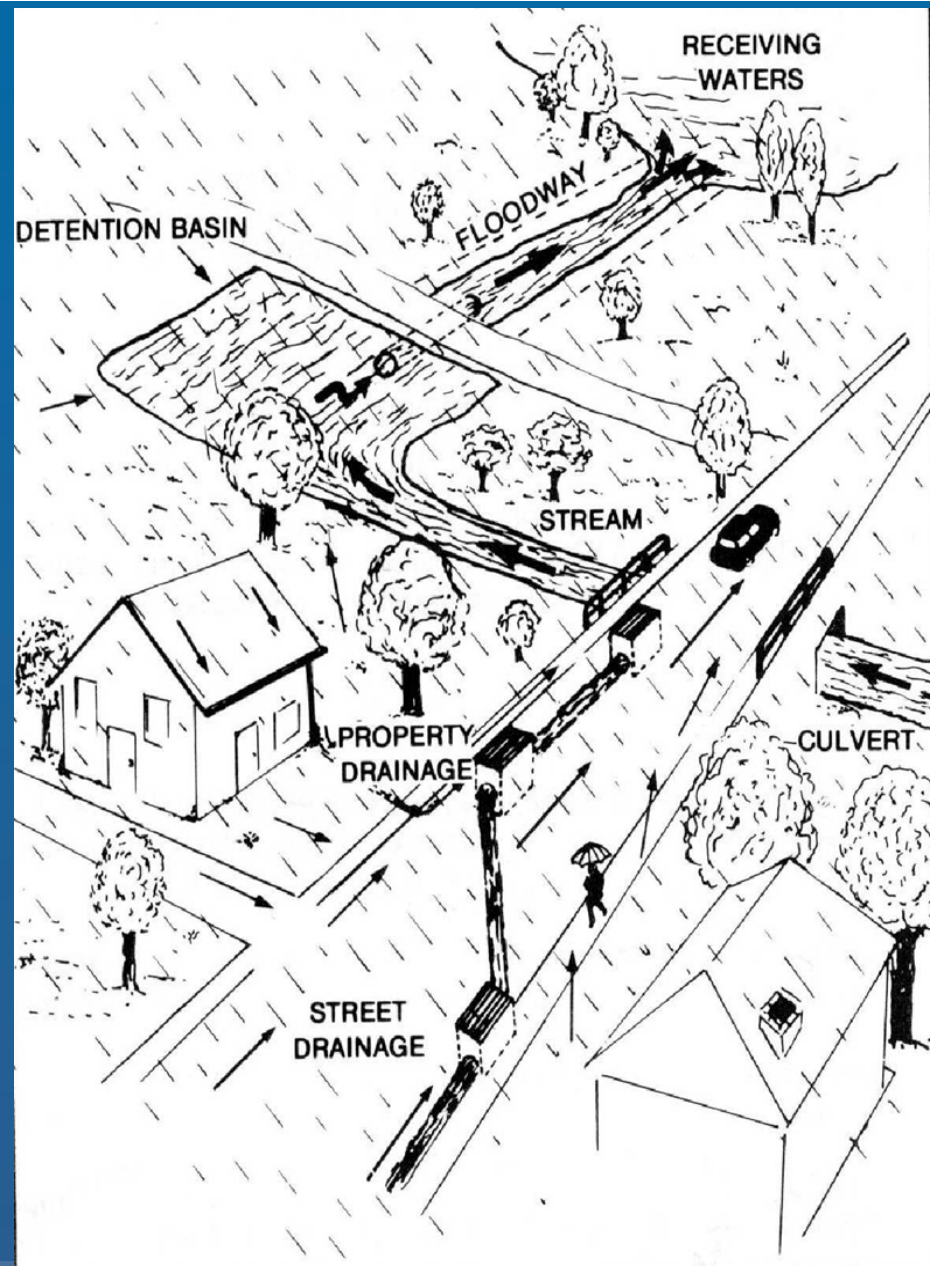 RECEIVING
WATERS
FLOODWAY
DETENTION BASIN
STREAM
PROPERTY
DRAINAGE
CULVERT
STREET
DRAINAGE